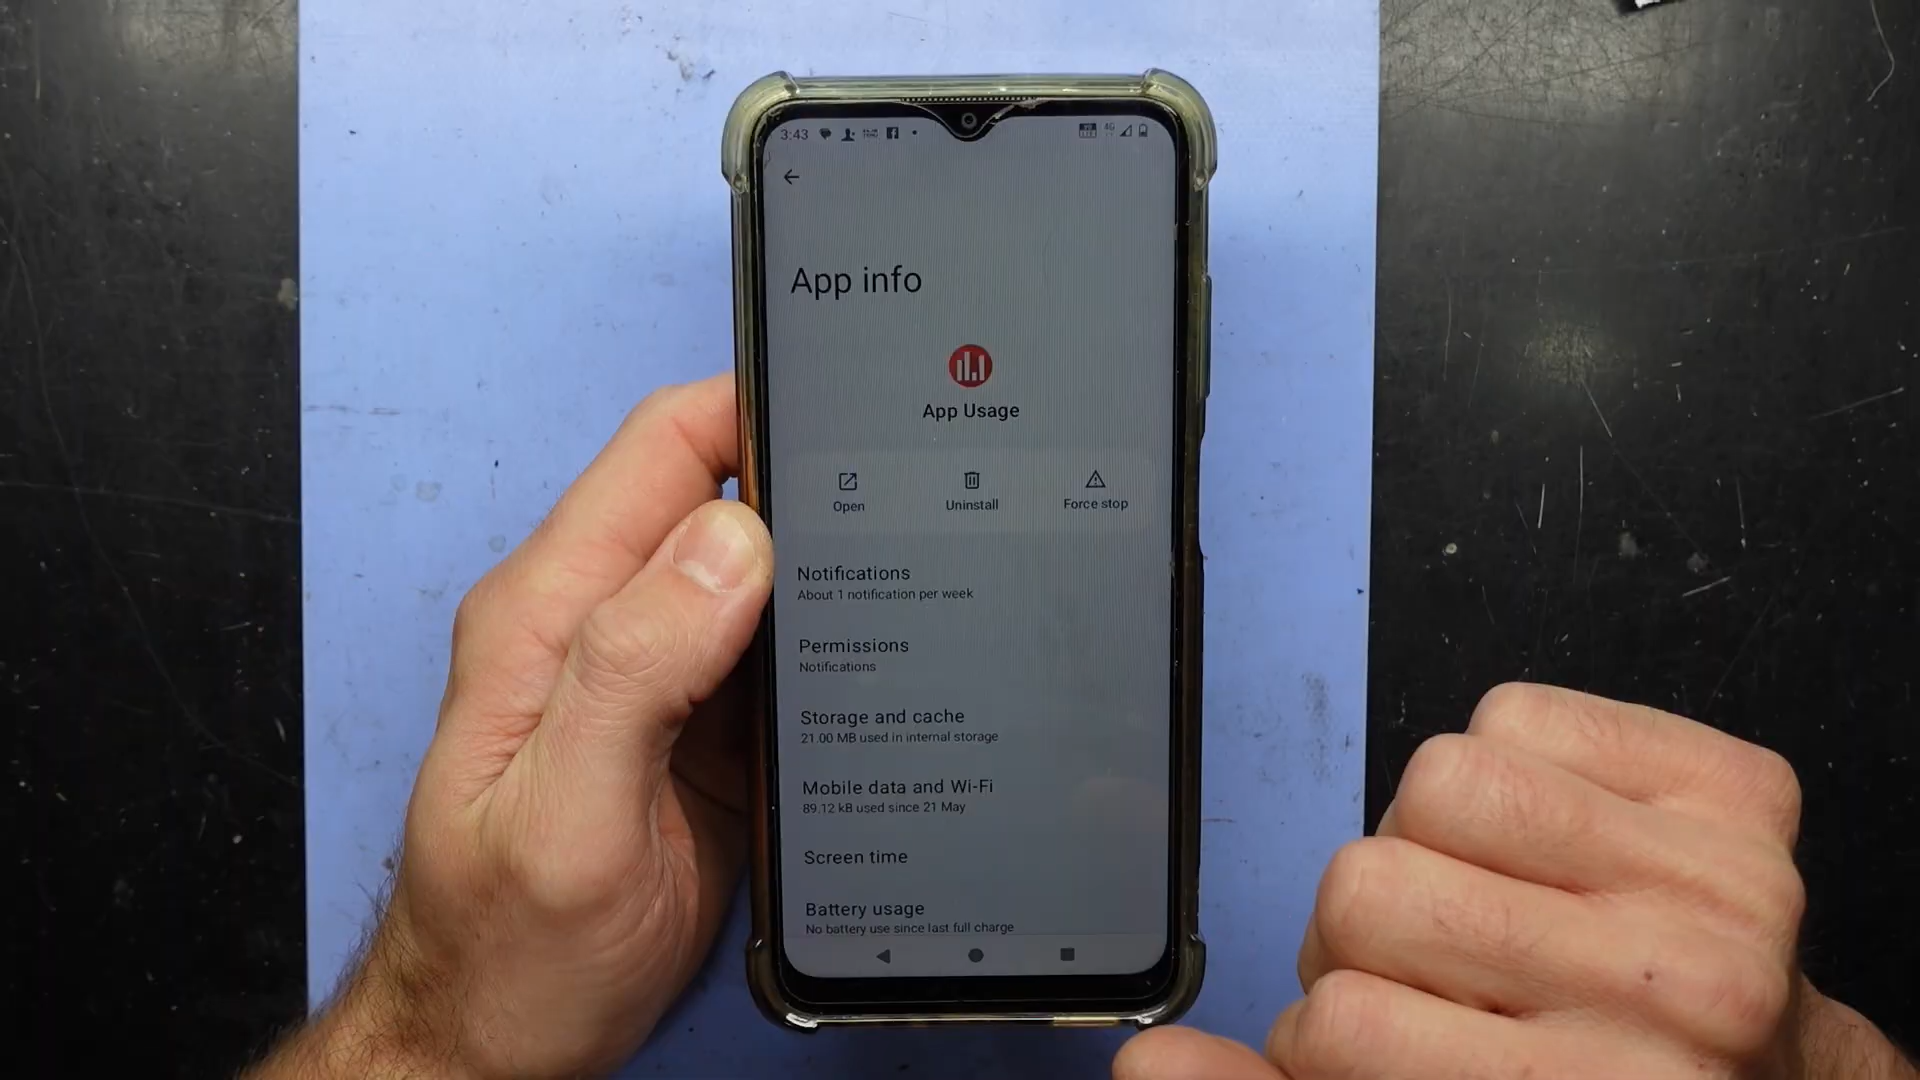 3:43
4G
App info
App Usage
Open
Uninstall
Force stop
Notifications
About 1 notification per week
Permissions
Notifications
Storage and cache
21.00 MB used in internal storage
Mobile data and Wi-Fi
89.12 kB used since 21 May
Screen time
Battery usage
No battery use since last full charge